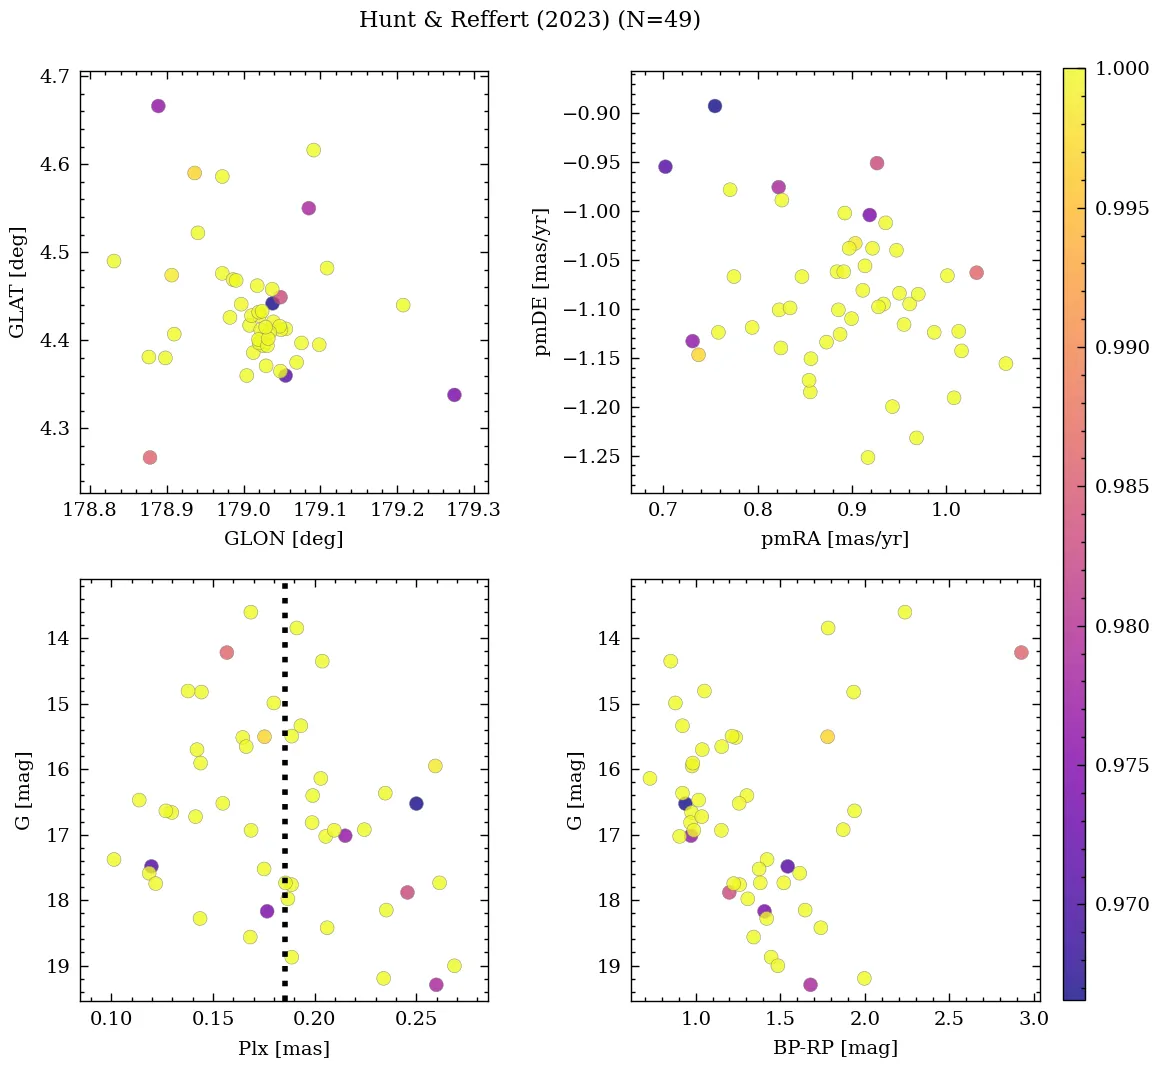 Hunt & Reffert (2023) (N=49)
4.7
4.6
4.5
4.4
4.3
GLAT [deg]
178.8 178.9 179.0 179.1 179.2 179.3
GLON [deg]
−0.90
−0.95
−1.00
−1.05
−1.10
−1.15
−1.20
−1.25
pmDE [mas/yr]
0.7 0.8 0.9 1.0
pmRA [mas/yr]
1.000
0.995
0.990
0.985
0.980
0.975
0.970
14
15
16
17
18
19
G [mag]
0.10 0.15 0.20 0.25
Plx [mas]
14
15
16
17
18
19
G [mag]
1.0 1.5 2.0 2.5 3.0
BP-RP [mag]